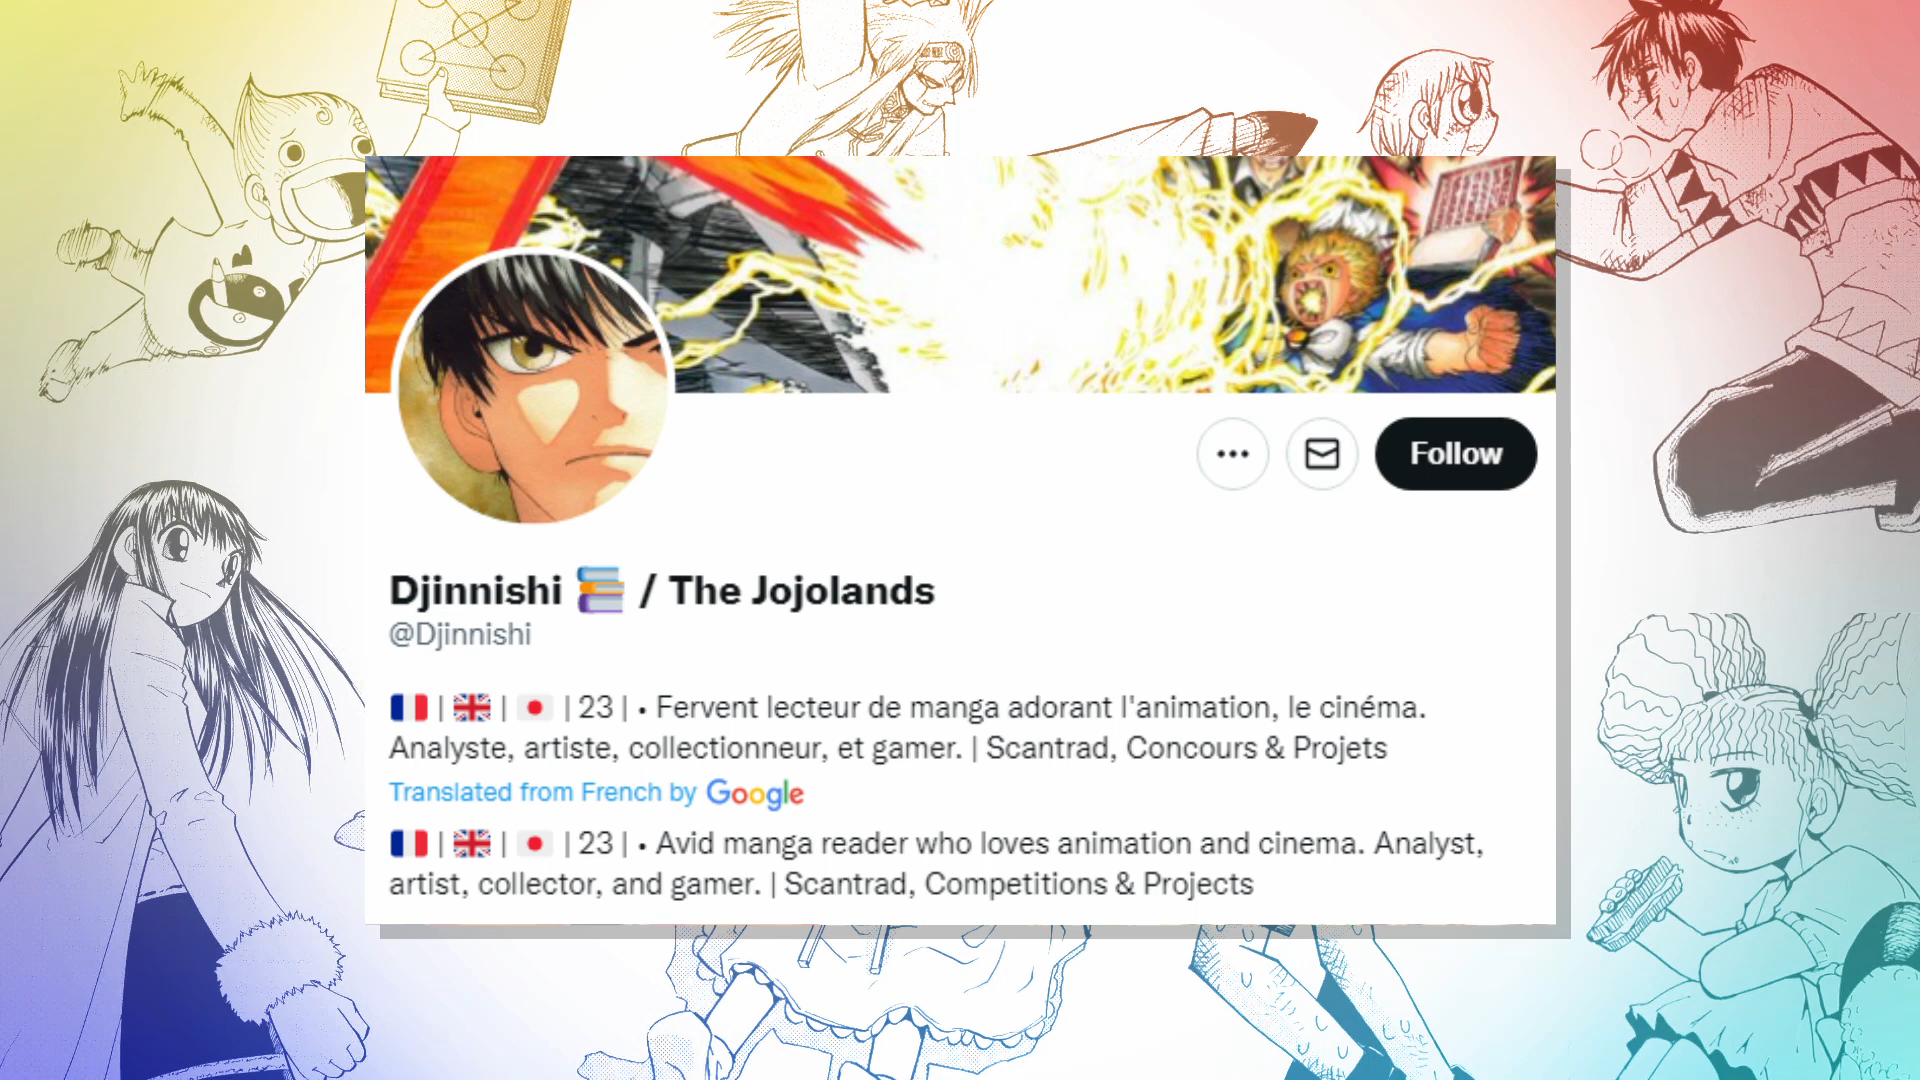 Follow
Djinnishi 📚 / The Jojolands
@Djinnishi
🇫🇷 | 🇬🇧 | 🇯🇵 | 23 | • Fervent lecteur de manga adorant l'animation, le cinéma.
Analyste, artiste, collectionneur, et gamer. | Scantrad, Concours & Projets
Translated from French by Google
🇫🇷 | 🇬🇧 | 🇯🇵 | 23 | • Avid manga reader who loves animation and cinema. Analyst,
artist, collector, and gamer. | Scantrad, Competitions & Projects